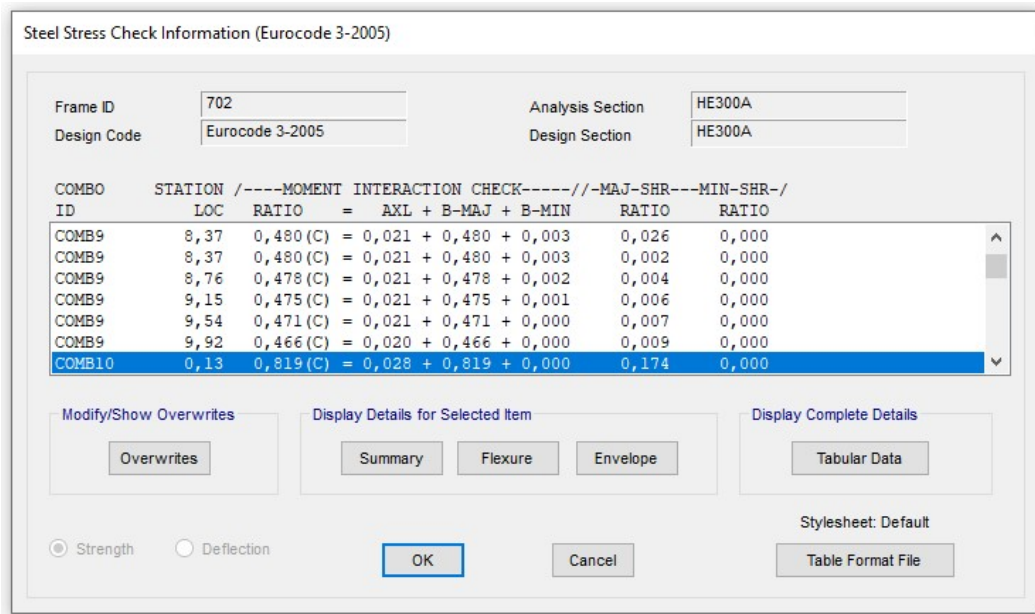 Steel Stress Check Information (Eurocode 3-2005)
Frame ID 702 Analysis Section HE300A
Design Code Eurocode 3-2005 Design Section HE300A
COMBO STATION /----MOMENT INTERACTION CHECK-----//-MAJ-SHR---MIN-SHR-/
ID LOC RATIO = AXL + B-MAJ + B-MIN RATIO RATIO
COMB9 8,37 0,480(C) = 0,021 + 0,480 + 0,003 0,026 0,000
COMB9 8,37 0,480(C) = 0,021 + 0,480 + 0,003 0,002 0,000
COMB9 8,76 0,478(C) = 0,021 + 0,478 + 0,002 0,004 0,000
COMB9 9,15 0,475(C) = 0,021 + 0,475 + 0,001 0,006 0,000
COMB9 9,54 0,471(C) = 0,021 + 0,471 + 0,000 0,007 0,000
COMB9 9,92 0,466(C) = 0,020 + 0,466 + 0,000 0,009 0,000
COMB10 0,13 0,819(C) = 0,028 + 0,819 + 0,000 0,174 0,000
Modify/Show Overwrites Display Details for Selected Item Display Complete Details
Overwrites Summary Flexure Envelope Tabular Data
Stylesheet: Default
Strength Deflection OK Cancel Table Format File